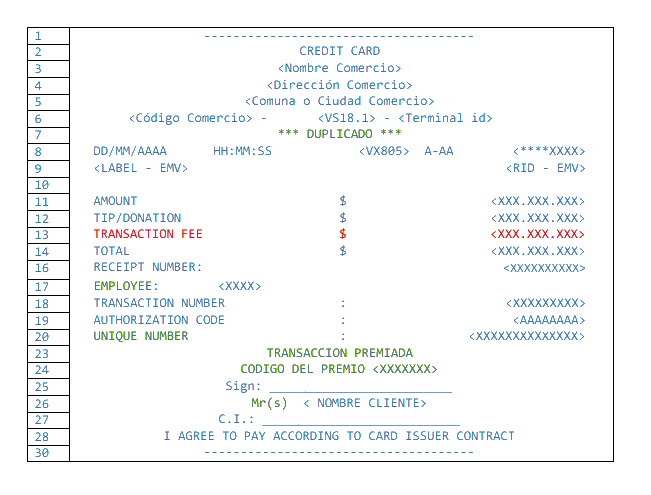 1 -------------------------------------
2 CREDIT CARD
3 <Nombre Comercio>
4 <Dirección Comercio>
5 <Comuna o Ciudad Comercio>
6 <Código Comercio> - <VS18.1> - <Terminal id>
7 *** DUPLICADO ***
8 DD/MM/AAAA HH:MM:SS <VX805> A-AA <****XXXX>
9 <LABEL - EMV> <RID - EMV>
10
11 AMOUNT $ <XXX.XXX.XXX>
12 TIP/DONATION $ <XXX.XXX.XXX>
13 TRANSACTION FEE $ <XXX.XXX.XXX>
14 TOTAL $ <XXX.XXX.XXX>
16 RECEIPT NUMBER: <XXXXXXXXXX>
17 EMPLOYEE: <XXXX>
18 TRANSACTION NUMBER : <XXXXXXXXX>
19 AUTHORIZATION CODE : <AAAAAAAA>
20 UNIQUE NUMBER : <XXXXXXXXXXXXXX>
23 TRANSACCION PREMIADA
24 CODIGO DEL PREMIO <XXXXXXX>
25 Sign: _________________________
26 Mr(s) < NOMBRE CLIENTE>
27 C.I.: ___________________________
28 I AGREE TO PAY ACCORDING TO CARD ISSUER CONTRACT
30 -------------------------------------